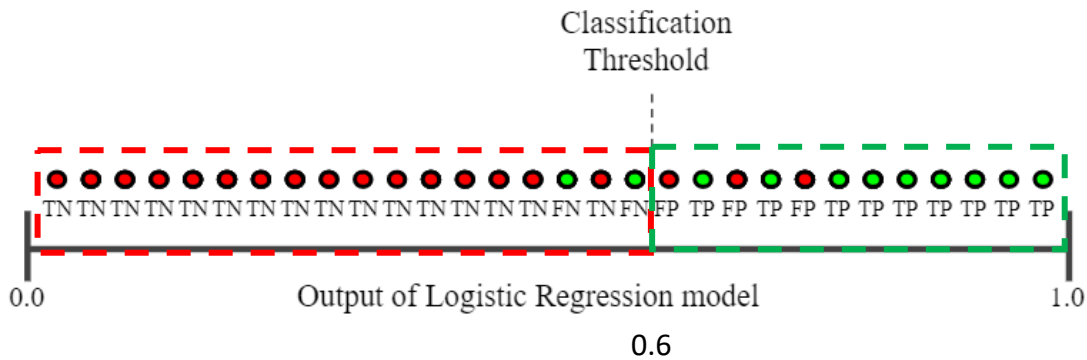 Classification
Threshold
TN TN TN TN TN TN TN TN TN TN TN TN TN TN TN FN TN FN FP TP FP TP FP TP TP TP TP TP TP TP
0.0
Output of Logistic Regression model
1.0
0.6